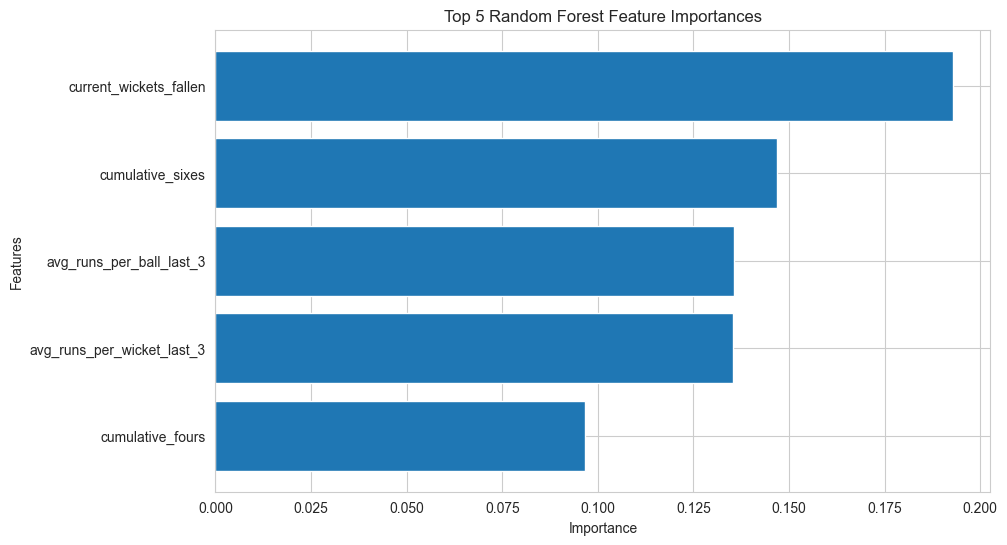 Top 5 Random Forest Feature Importances
Features
current_wickets_fallen
cumulative_sixes
avg_runs_per_ball_last_3
avg_runs_per_wicket_last_3
cumulative_fours
0.000 0.025 0.050 0.075 0.100 0.125 0.150 0.175 0.200
Importance